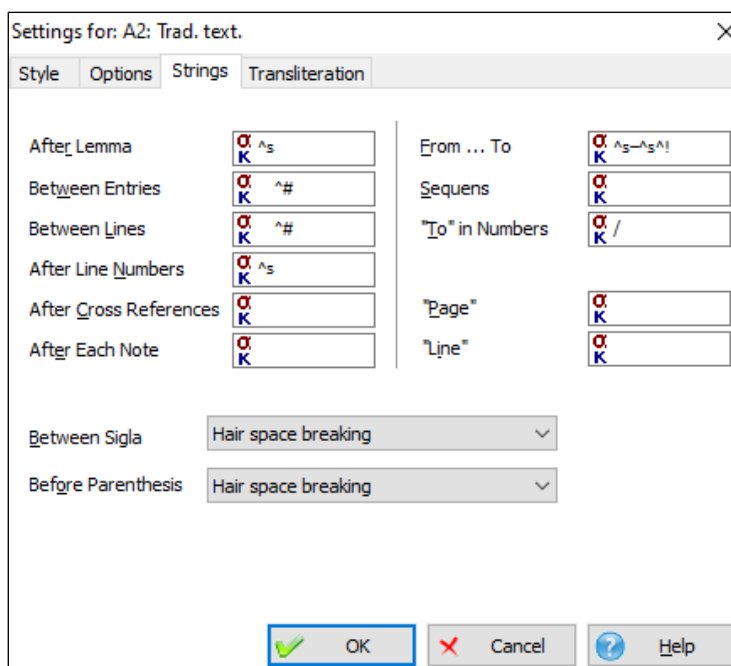 Settings for: A2: Trad. text.
Style Options Strings Transliteration
After Lemma ^s
Between Entries ^#
Between Lines ^#
After Line Numbers ^s
After Cross References
After Each Note
From ... To ^s–^s^!
Sequens
"To" in Numbers /
"Page"
"Line"
Between Sigla Hair space breaking
Before Parenthesis Hair space breaking
OK Cancel Help